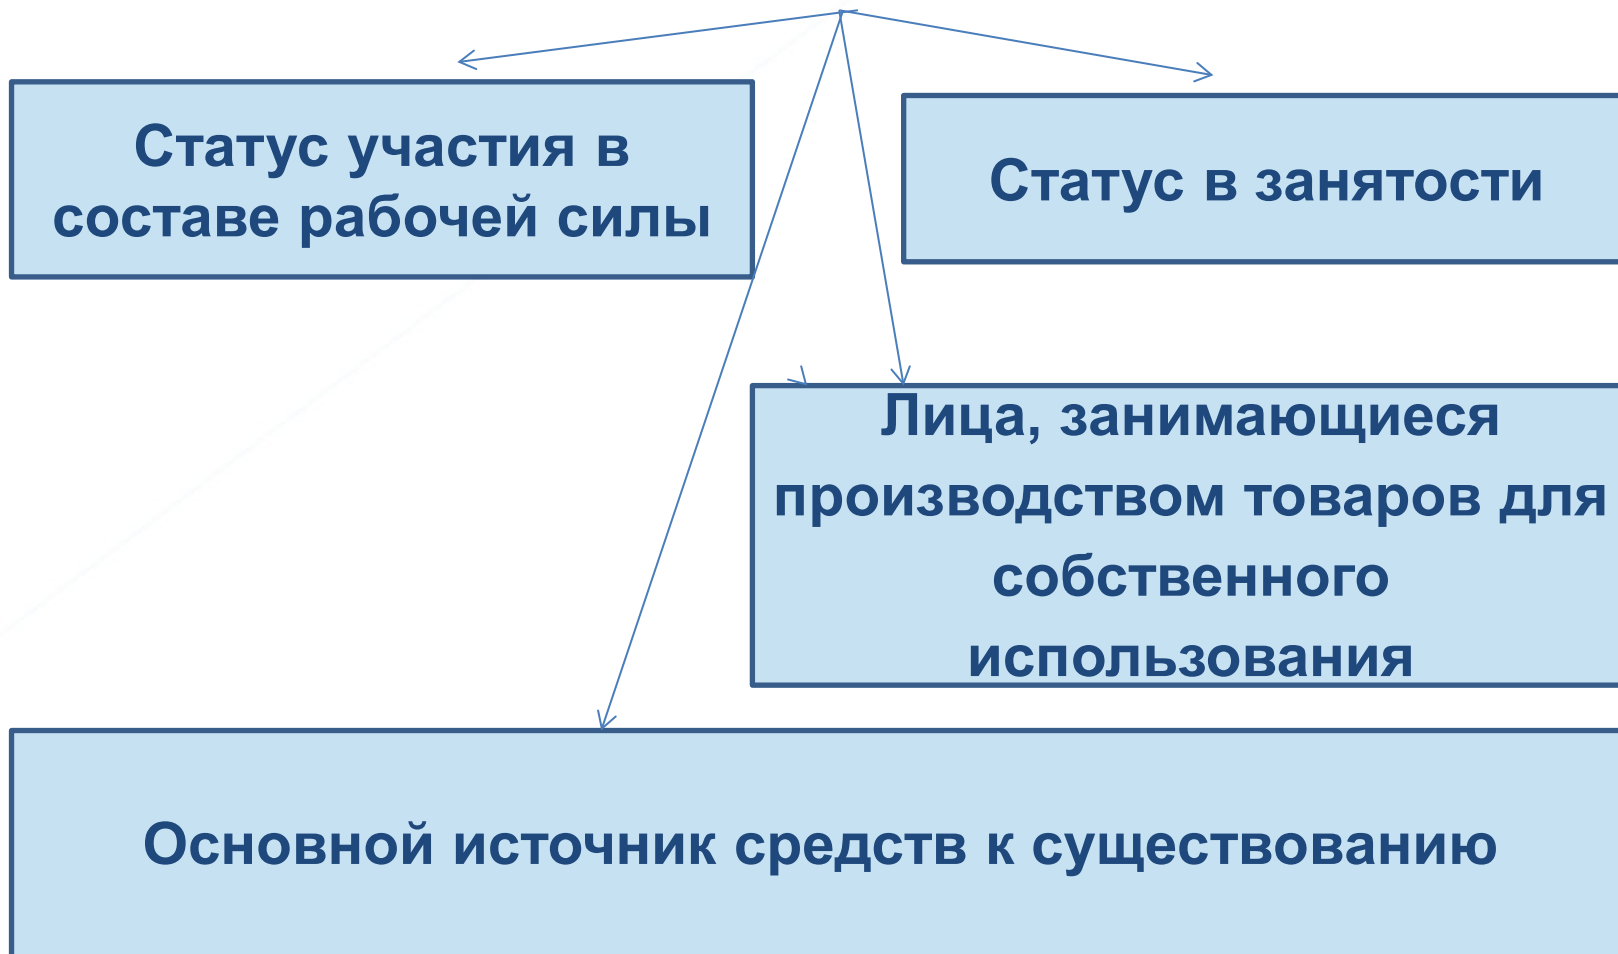 Статус участия в
составе рабочей силы
Статус в занятости
Лица, занимающиеся
производством товаров для
собственного
использования
Основной источник средств к существованию